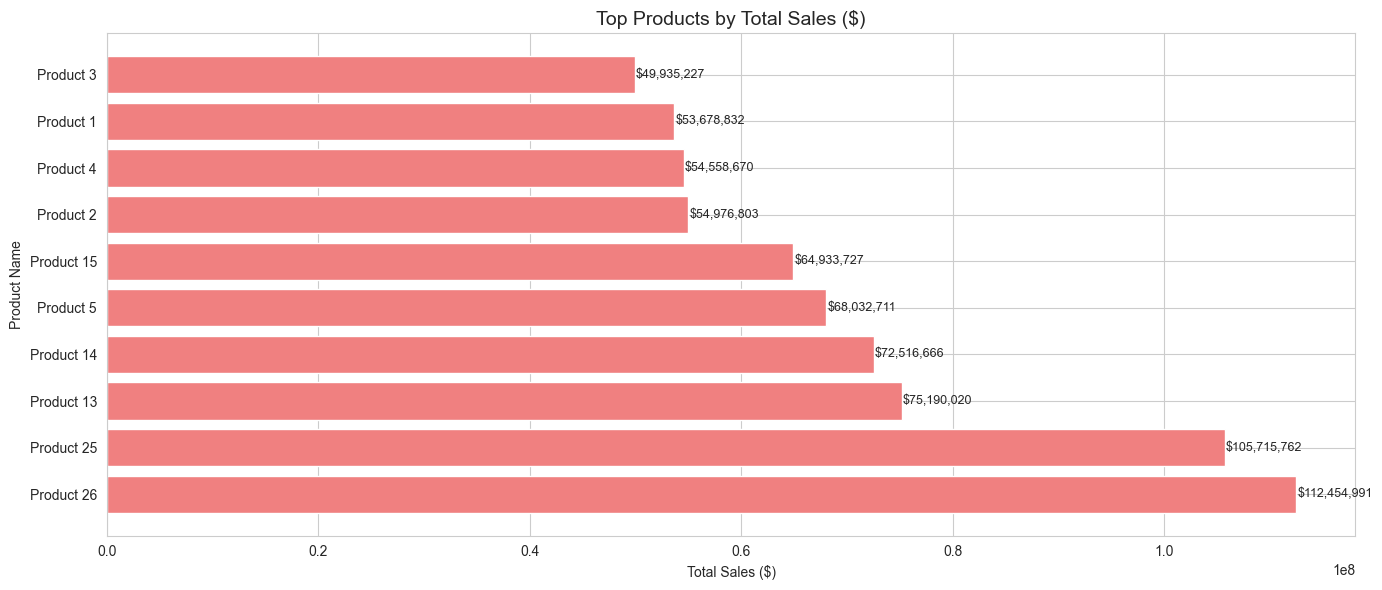 Top Products by Total Sales ($)
Product Name
Product 3 $49,935,227
Product 1 $53,678,832
Product 4 $54,558,670
Product 2 $54,976,803
Product 15 $64,933,727
Product 5 $68,032,711
Product 14 $72,516,666
Product 13 $75,190,020
Product 25 $105,715,762
Product 26 $112,454,991
0.0 0.2 0.4 0.6 0.8 1.0
1e8
Total Sales ($)